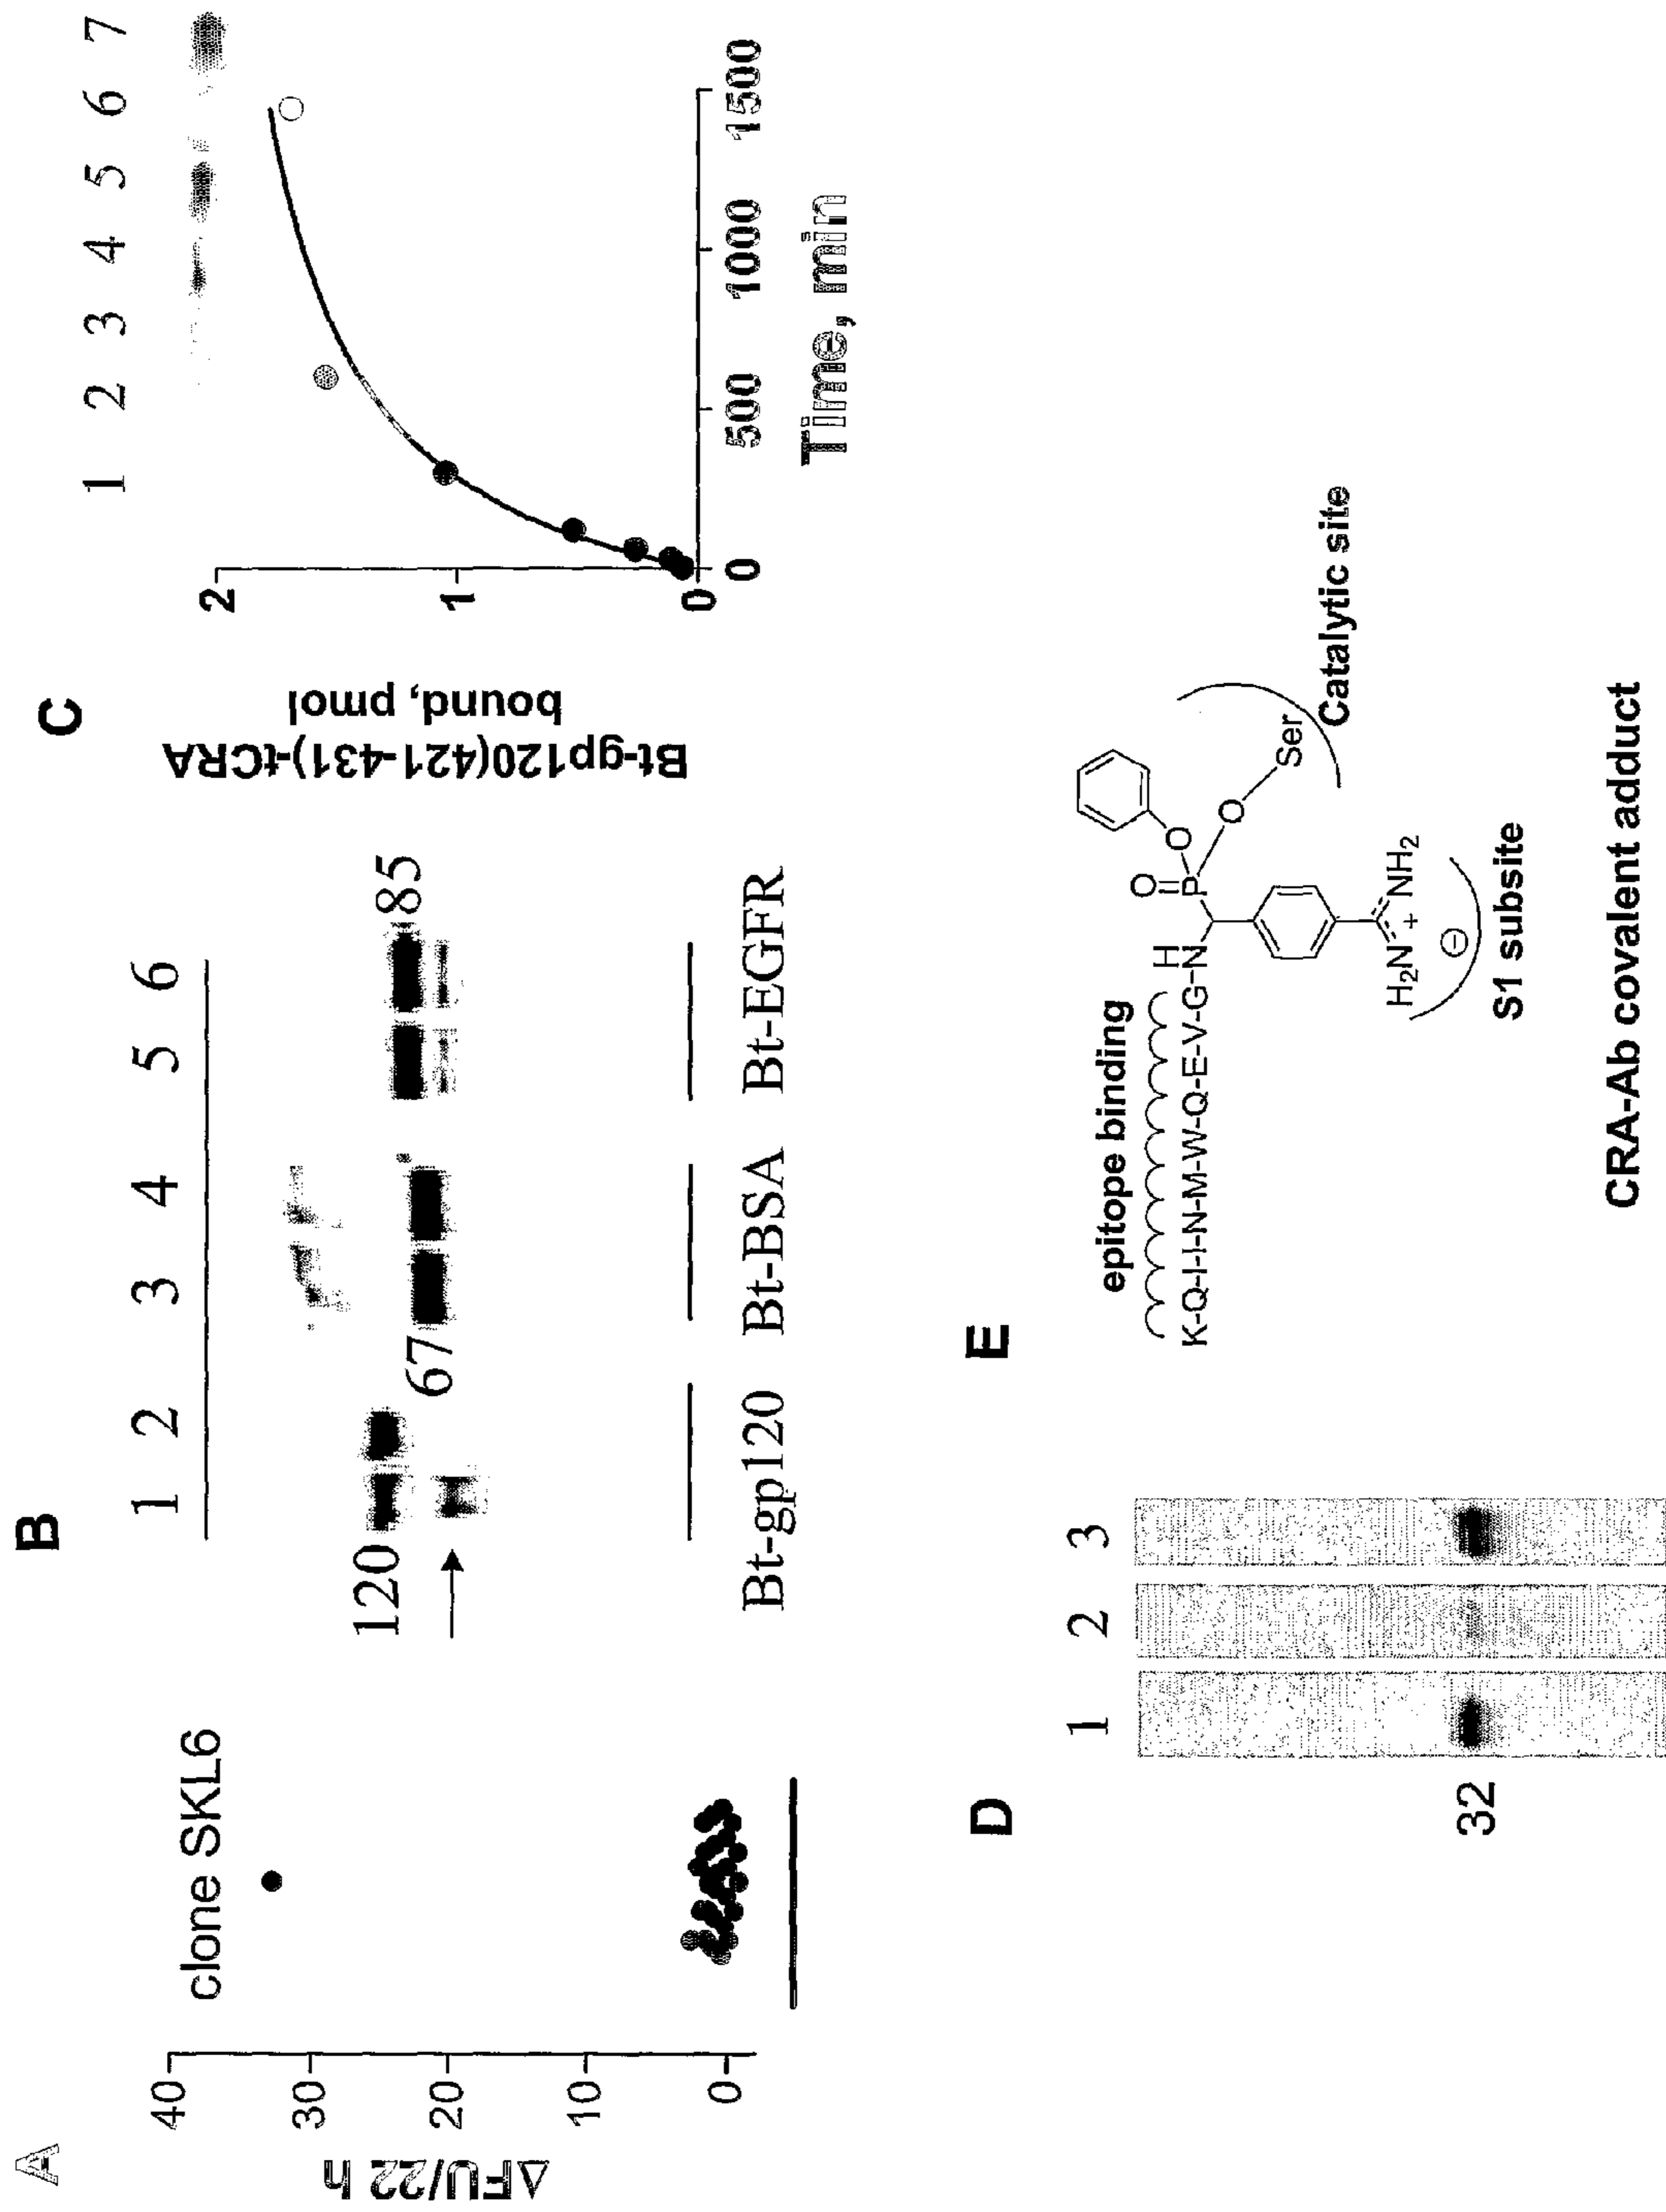 A
clone SKL6
ΔFU/22 h
40
30
20
10
0
B
1 2 3 4 5 6
120
67
85
Bt-gp120 Bt-BSA Bt-EGFR
C
1 2 3 4 5 6 7
Bt-gp120(421-431)-tCRA
bound, pmol
2
1
0
0 500 1000 1500
Time, min
D
1 2 3
32
E
epitope binding
K-Q-I-I-N-M-W-Q-E-V-G-N
H
O
P
O
O
Ser
Catalytic site
H2N + NH2
−
S1 subsite
CRA-Ab covalent adduct